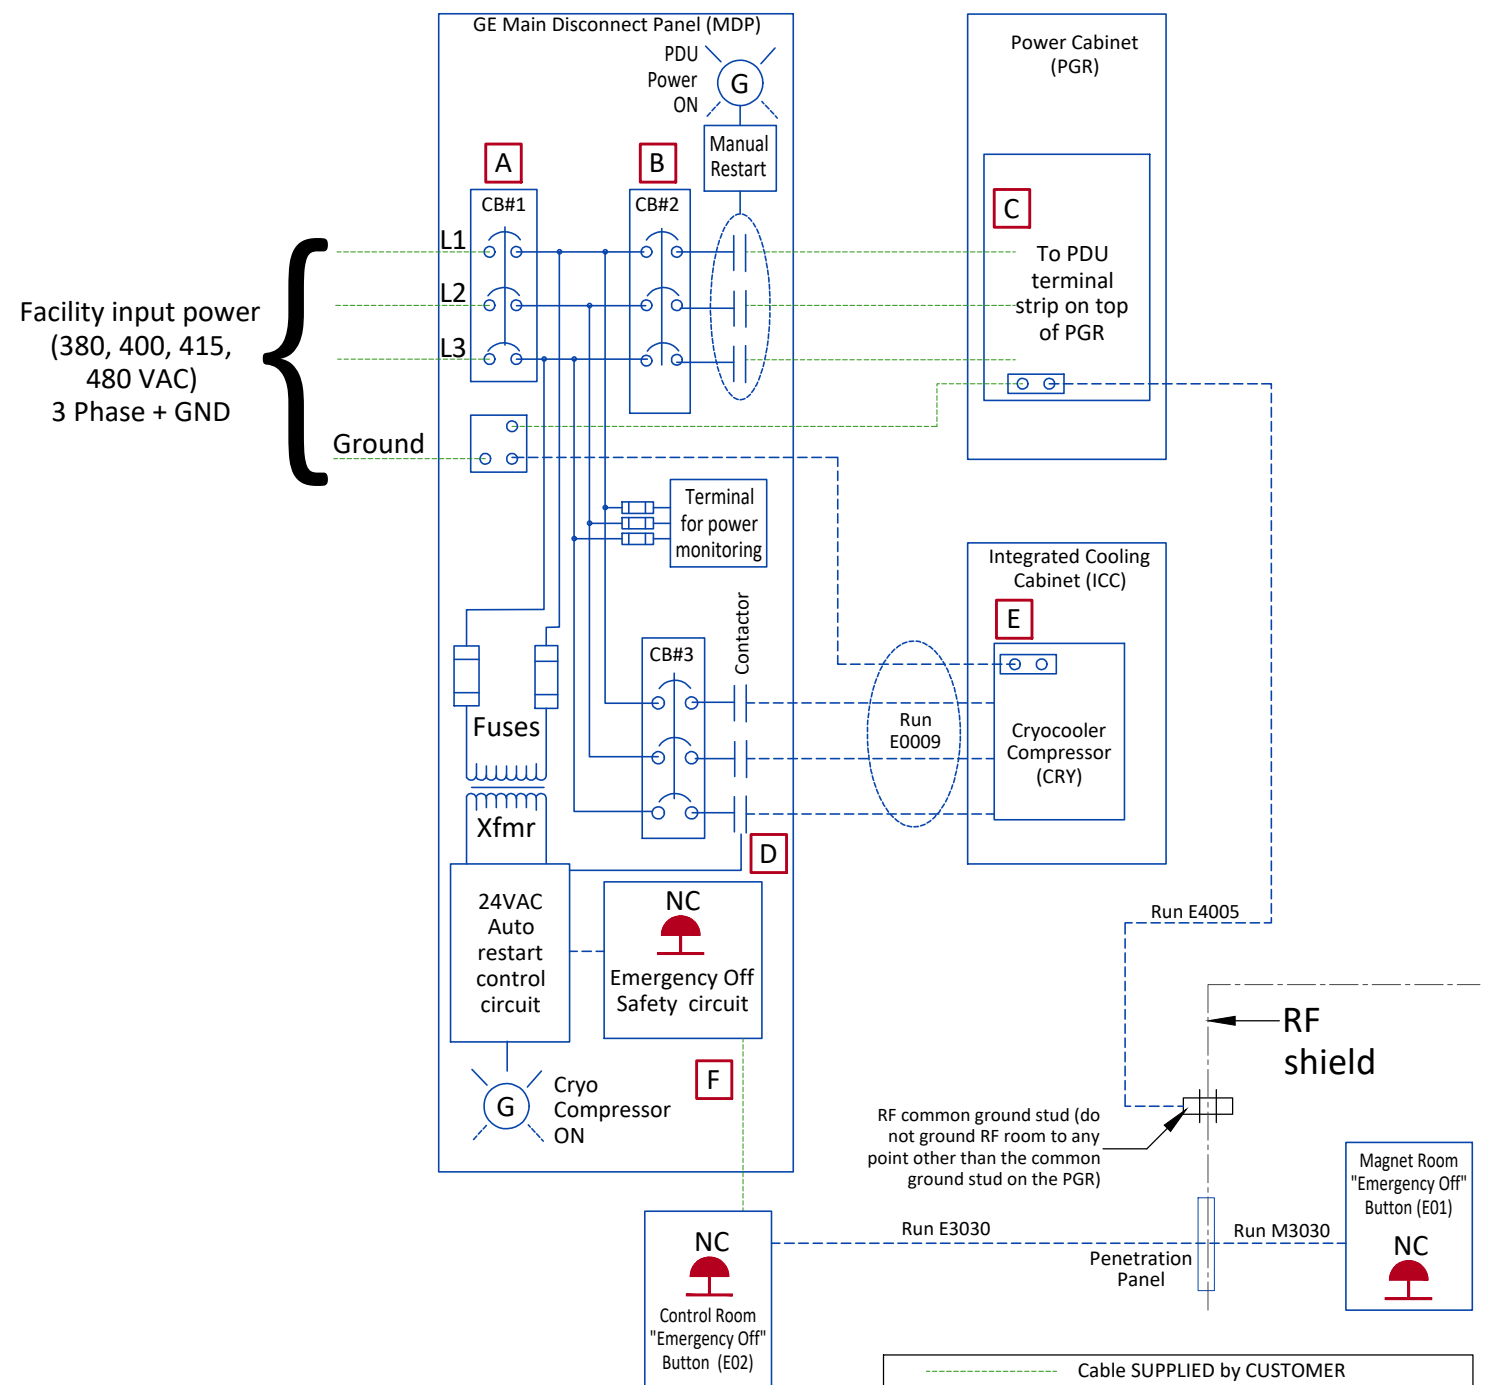 GE Main Disconnect Panel (MDP)
PDU
Power
ON
G
Manual
Restart
Power Cabinet
(PGR)
A
B
C
CB#1
CB#2
L1
L2
L3
Facility input power
(380, 400, 415,
480 VAC)
3 Phase + GND
To PDU
terminal
strip on top
of PGR
Ground
Terminal
for power
monitoring
Integrated Cooling
Cabinet (ICC)
E
Contactor
CB#3
Fuses
Run
E0009
Cryocooler
Compressor
(CRY)
Xfmr
D
24VAC
Auto
restart
control
circuit
NC
Emergency Off
Safety circuit
Run E4005
RF
shield
F
G
Cryo
Compressor
ON
RF common ground stud (do
not ground RF room to any
point other than the common
ground stud on the PGR)
Magnet Room
"Emergency Off"
Button (E01)
NC
Run E3030
Run M3030
Penetration
Panel
NC
Control Room
"Emergency Off"
Button (E02)
Cable SUPPLIED by CUSTOMER